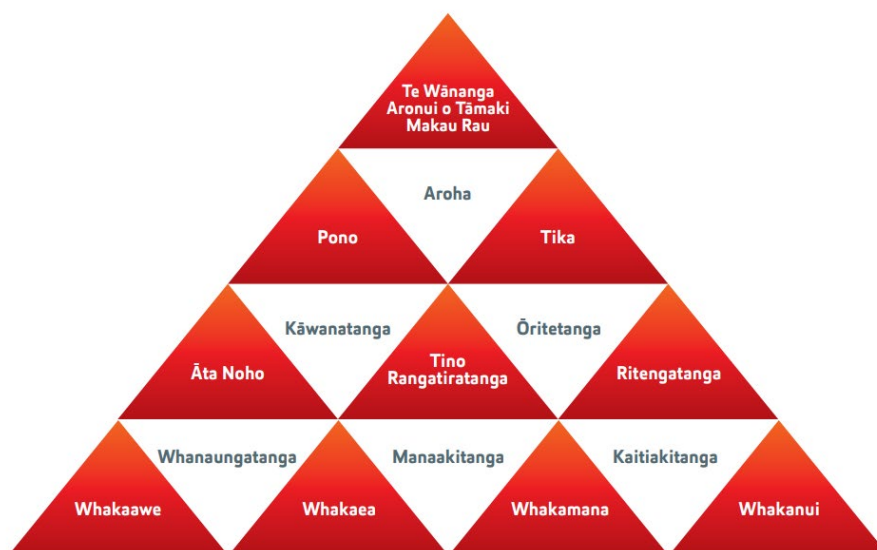 Te Wānanga
Aronui o Tāmaki
Makau Rau
Aroha
Pono
Tika
Kāwanatanga
Ōritetanga
Āta Noho
Tino
Rangatiratanga
Ritengatanga
Whanaungatanga
Manaakitanga
Kaitiakitanga
Whakaawe
Whakaea
Whakamana
Whakanui